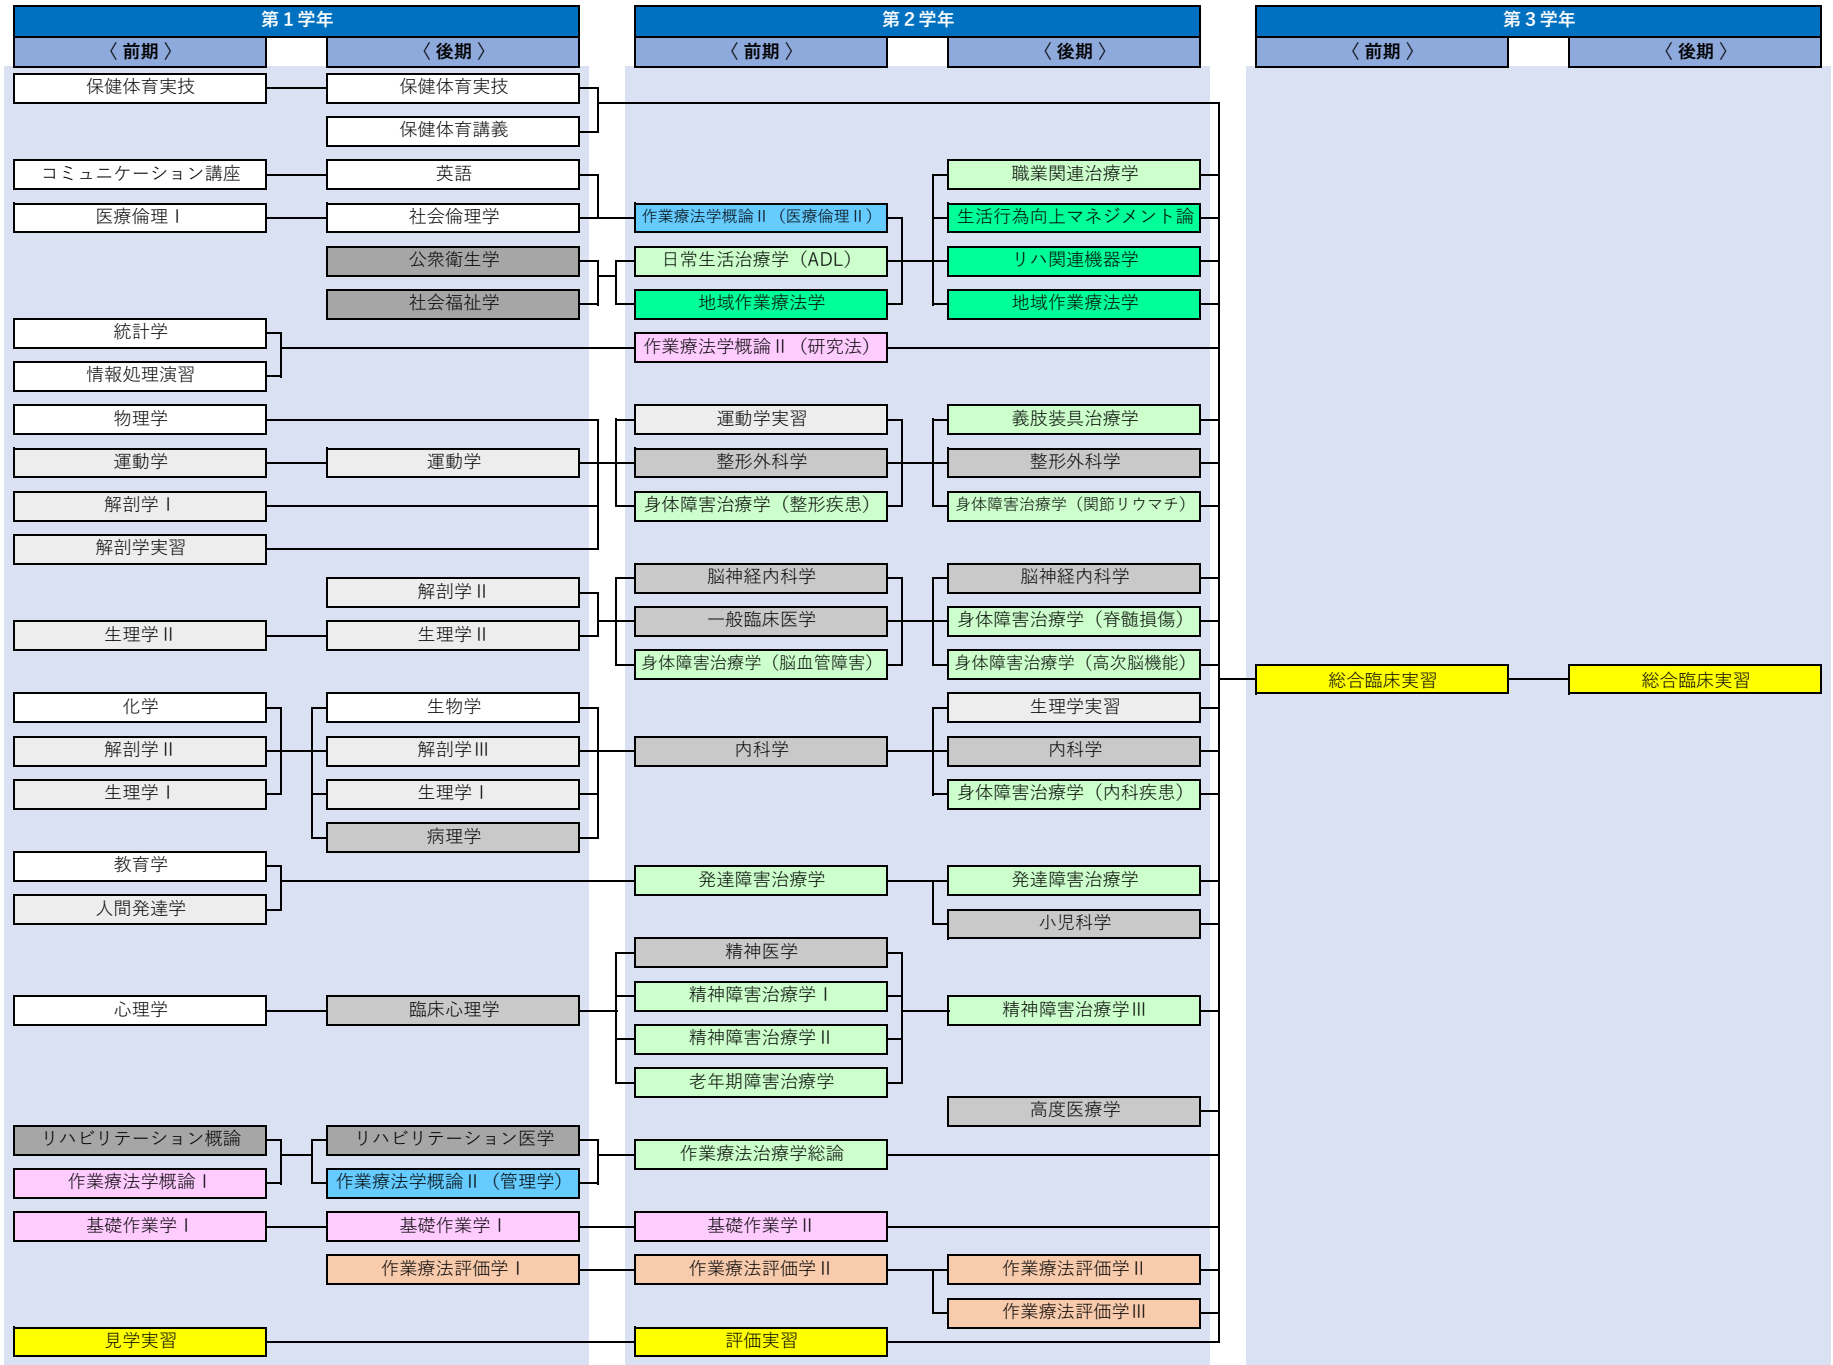 第１学年
第２学年
第３学年
〈 前期 〉
〈 後期 〉
〈 前期 〉
〈 後期 〉
〈 前期 〉
〈 後期 〉
保健体育実技
保健体育実技
保健体育講義
コミュニケーション講座
英語
職業関連治療学
医療倫理Ⅰ
社会倫理学
作業療法学概論Ⅱ（医療倫理Ⅱ）
生活行為向上マネジメント論
公衆衛生学
日常生活治療学（ADL）
リハ関連機器学
社会福祉学
地域作業療法学
地域作業療法学
統計学
作業療法学概論Ⅱ（研究法）
情報処理演習
物理学
運動学実習
義肢装具治療学
運動学
運動学
整形外科学
整形外科学
解剖学Ⅰ
身体障害治療学（整形疾患）
身体障害治療学（関節リウマチ）
解剖学実習
解剖学Ⅱ
脳神経内科学
脳神経内科学
生理学Ⅱ
生理学Ⅱ
一般臨床医学
身体障害治療学（脊髄損傷）
身体障害治療学（脳血管障害）
身体障害治療学（高次脳機能）
総合臨床実習
総合臨床実習
化学
生物学
生理学実習
解剖学Ⅱ
解剖学Ⅲ
内科学
内科学
生理学Ⅰ
生理学Ⅰ
身体障害治療学（内科疾患）
病理学
教育学
発達障害治療学
発達障害治療学
人間発達学
小児科学
精神医学
精神障害治療学Ⅰ
心理学
臨床心理学
精神障害治療学Ⅲ
精神障害治療学Ⅱ
老年期障害治療学
高度医療学
リハビリテーション概論
リハビリテーション医学
作業療法治療学総論
作業療法学概論Ⅰ
作業療法学概論Ⅱ（管理学）
基礎作業学Ⅰ
基礎作業学Ⅰ
基礎作業学Ⅱ
作業療法評価学Ⅰ
作業療法評価学Ⅱ
作業療法評価学Ⅱ
作業療法評価学Ⅲ
見学実習
評価実習